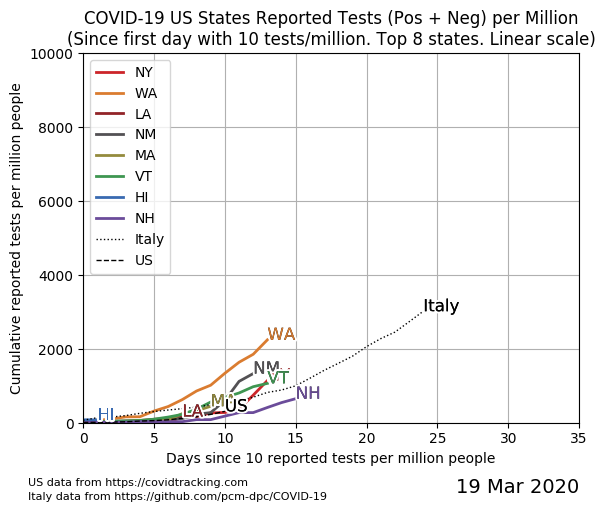 COVID-19 US States Reported Tests (Pos + Neg) per Million
(Since first day with 10 tests/million. Top 8 states. Linear scale)
Cumulative reported tests per million people
10000
8000
6000
4000
2000
0
NY
WA
LA
NM
MA
VT
HI
NH
Italy
US
Italy
WA
NM
VT
NH
MA
US
LA
HI
0 5 10 15 20 25 30 35
Days since 10 reported tests per million people
US data from https://covidtracking.com
Italy data from https://github.com/pcm-dpc/COVID-19
19 Mar 2020